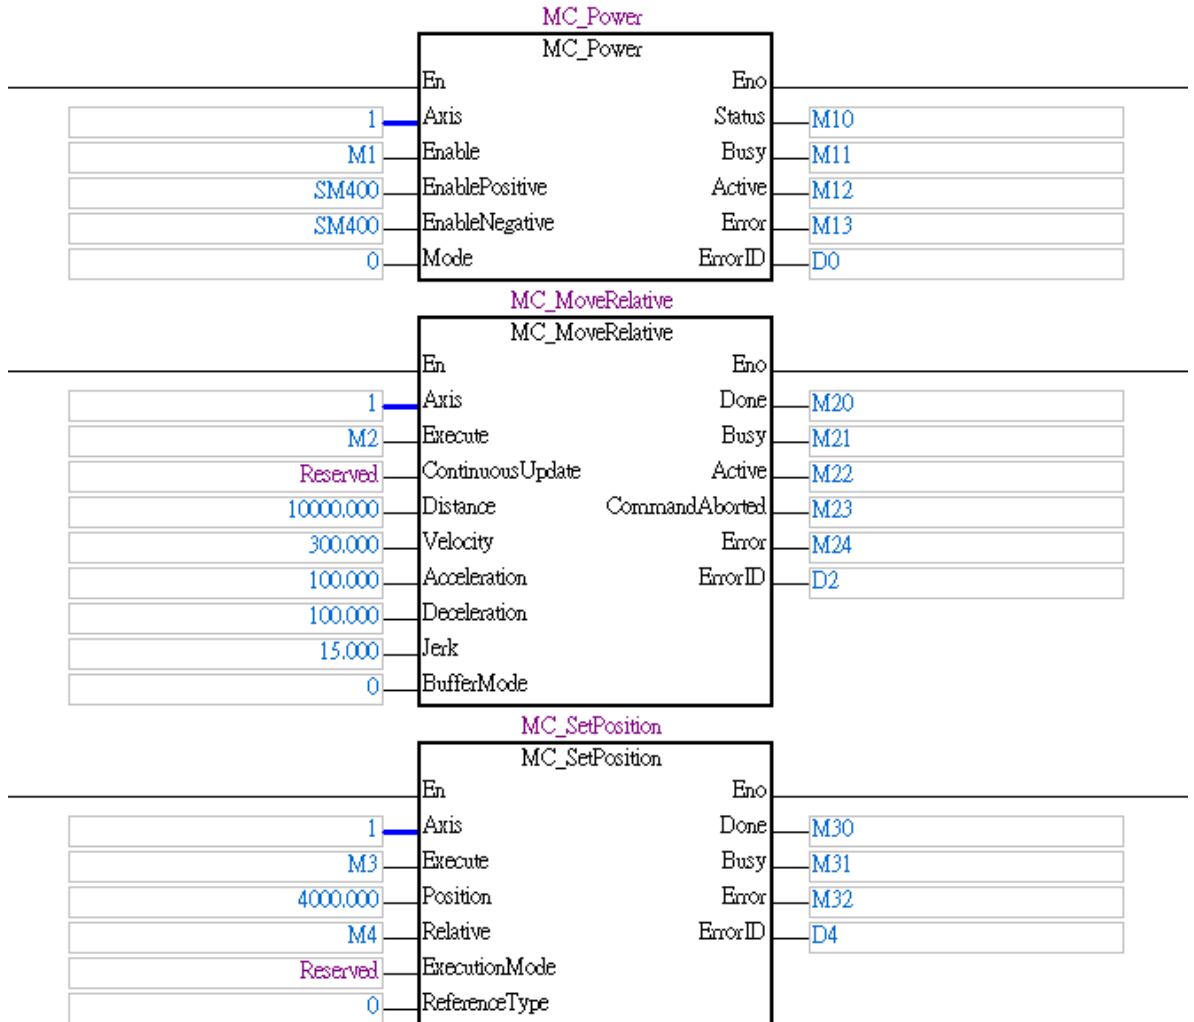 MC_Power
MC_Power
En Eno
1 Axis Status M10
M1 Enable Busy M11
SM400 EnablePositive Active M12
SM400 EnableNegative Error M13
0 Mode ErrorID D0
MC_MoveRelative
MC_MoveRelative
En Eno
1 Axis Done M20
M2 Execute Busy M21
Reserved ContinuousUpdate Active M22
10000.000 Distance CommandAborted M23
300.000 Velocity Error M24
100.000 Acceleration ErrorID D2
100.000 Deceleration
15.000 Jerk
0 BufferMode
MC_SetPosition
MC_SetPosition
En Eno
1 Axis Done M30
M3 Execute Busy M31
4000.000 Position Error M32
M4 Relative ErrorID D4
Reserved ExecutionMode
0 ReferenceType